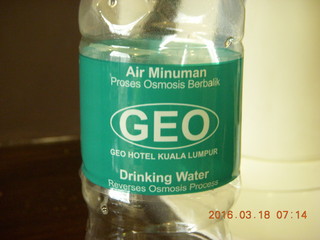 Air Minuman
Proses Osmosis Berbalik
GEO
GEO HOTEL KUALA LUMPUR
Drinking Water
Reverses Osmosis Process
2016.03.18 07:14